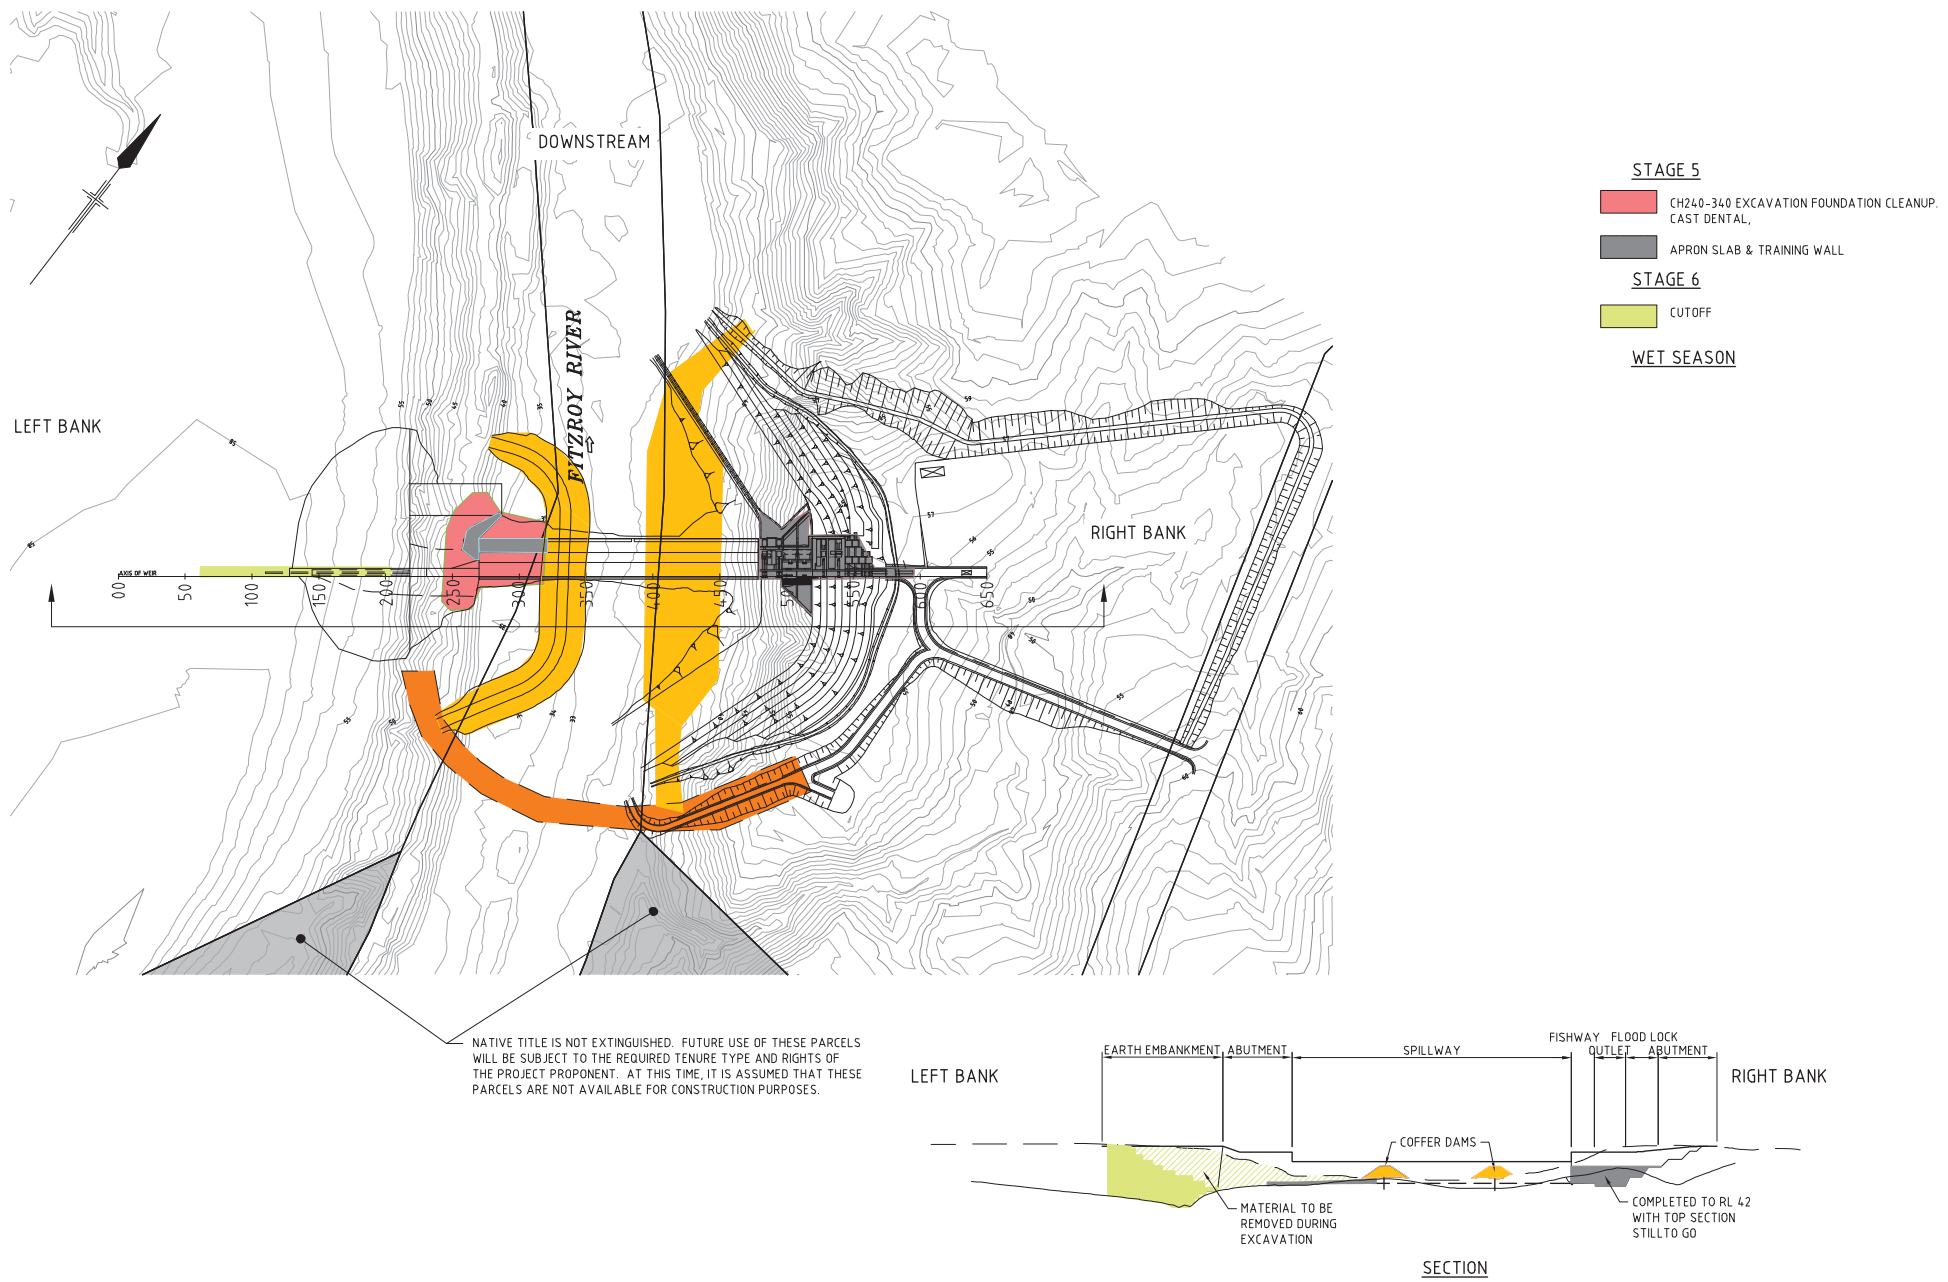 DOWNSTREAM
STAGE 5
CH240-340 EXCAVATION FOUNDATION CLEANUP.
CAST DENTAL,
APRON SLAB & TRAINING WALL
STAGE 6
CUTOFF
WET SEASON
FITZROY RIVER
LEFT BANK
RIGHT BANK
AXIS OF WEIR
00
50
100
150
200
250
300
350
400
450
500
550
600
650
NATIVE TITLE IS NOT EXTINGUISHED. FUTURE USE OF THESE PARCELS
WILL BE SUBJECT TO THE REQUIRED TENURE TYPE AND RIGHTS OF
THE PROJECT PROPONENT. AT THIS TIME, IT IS ASSUMED THAT THESE
PARCELS ARE NOT AVAILABLE FOR CONSTRUCTION PURPOSES.
FISHWAY FLOOD LOCK
EARTH EMBANKMENT ABUTMENT SPILLWAY OUTLET ABUTMENT
LEFT BANK
RIGHT BANK
COFFER DAMS
MATERIAL TO BE
REMOVED DURING
EXCAVATION
COMPLETED TO RL 42
WITH TOP SECTION
STILLTO GO
SECTION